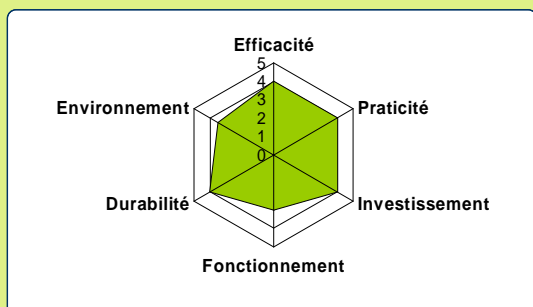 Efficacité
5
4
3
2
1
0
Environnement
Praticité
Durabilité
Investissement
Fonctionnement